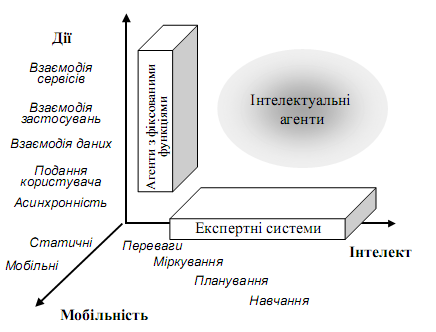 Дії
Взаємодія
сервісів
Взаємодія
застосувань
Взаємодія даних
Подання
користувача
Асинхронність
Агенти з фіксованими
функціями
Інтелектуальні
агенти
Експертні системи
Інтелект
Статичні
Мобільні
Мобільність
Переваги
Міркування
Планування
Навчання